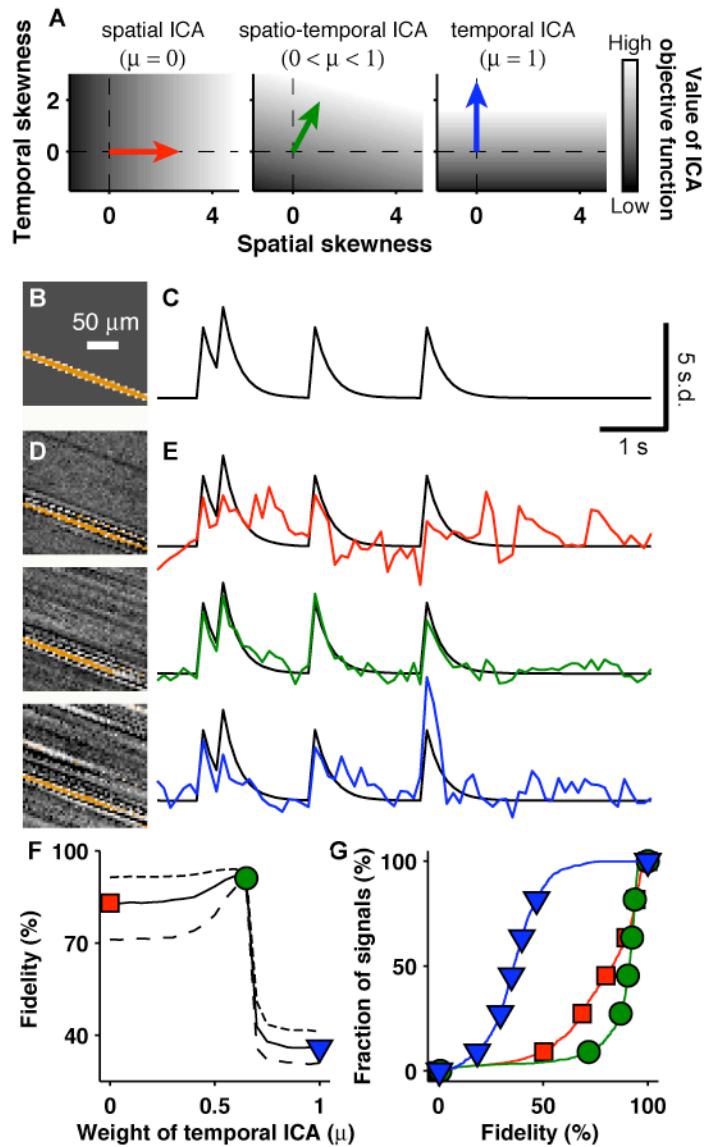 A
spatial ICA
(μ = 0)
spatio-temporal ICA
(0 < μ < 1)
temporal ICA
(μ = 1)
High
Low
Value of ICA
objective function
Temporal skewness
2
0
0
4
0
4
0
4
Spatial skewness
B
50 μm
C
5 s.d.
1 s
D
E
F
100
70
40
Fidelity (%)
0
0.5
1
Weight of temporal ICA (μ)
G
100
50
0
Fraction of signals (%)
0
50
100
Fidelity (%)